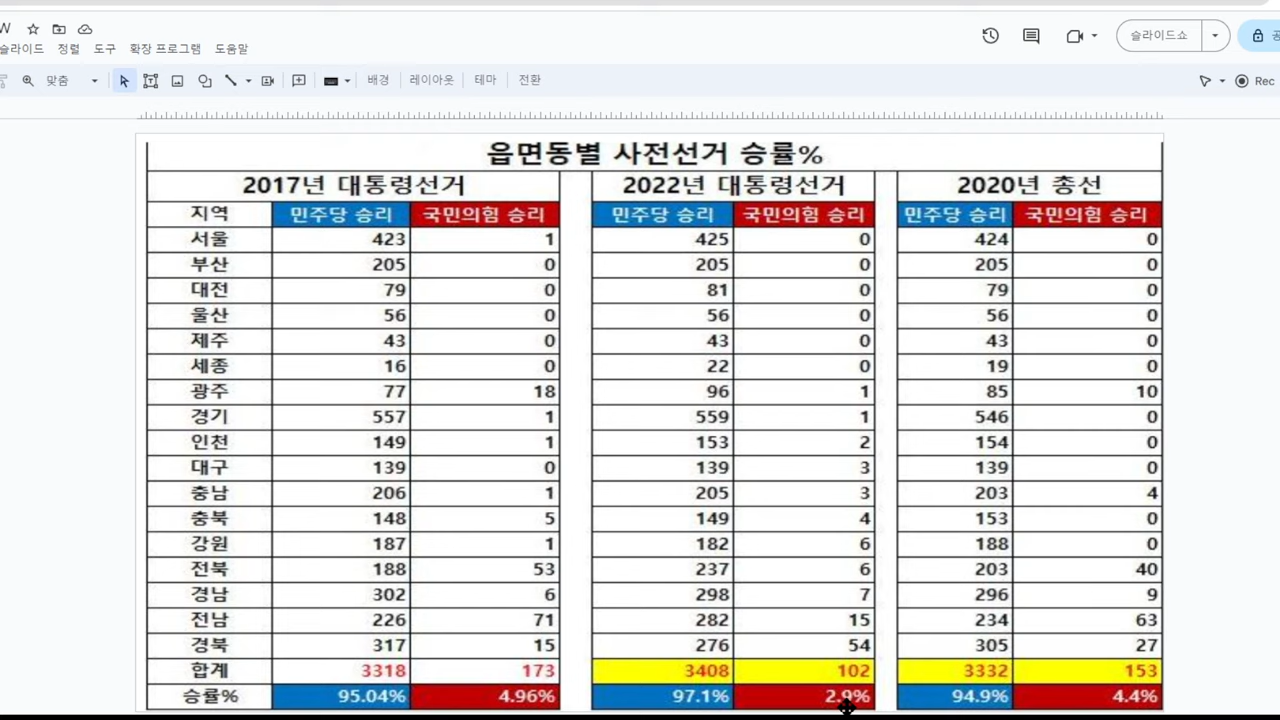 W
슬라이드 정렬 도구 확장 프로그램 도움말
슬라이드쇼
맞춤 배경 레이아웃 테마 전환 Rec
읍면동별 사전선거 승률%
2017년 대통령선거 2022년 대통령선거 2020년 총선
지역 민주당 승리 국민의힘 승리 민주당 승리 국민의힘 승리 민주당 승리 국민의힘 승리
서울 423 1 425 0 424 0
부산 205 0 205 0 205 0
대전 79 0 81 0 79 0
울산 56 0 56 0 56 0
제주 43 0 43 0 43 0
세종 16 0 22 0 19 0
광주 77 18 96 1 85 10
경기 557 1 559 1 546 0
인천 149 1 153 2 154 0
대구 139 0 139 3 139 0
충남 206 1 205 3 203 4
충북 148 5 149 4 153 0
강원 187 1 182 6 188 0
전북 188 53 237 6 203 40
경남 302 6 298 7 296 9
전남 226 71 282 15 234 63
경북 317 15 276 54 305 27
합계 3318 173 3408 102 3332 153
승률% 95.04% 4.96% 97.1% 2.9% 94.9% 4.4%